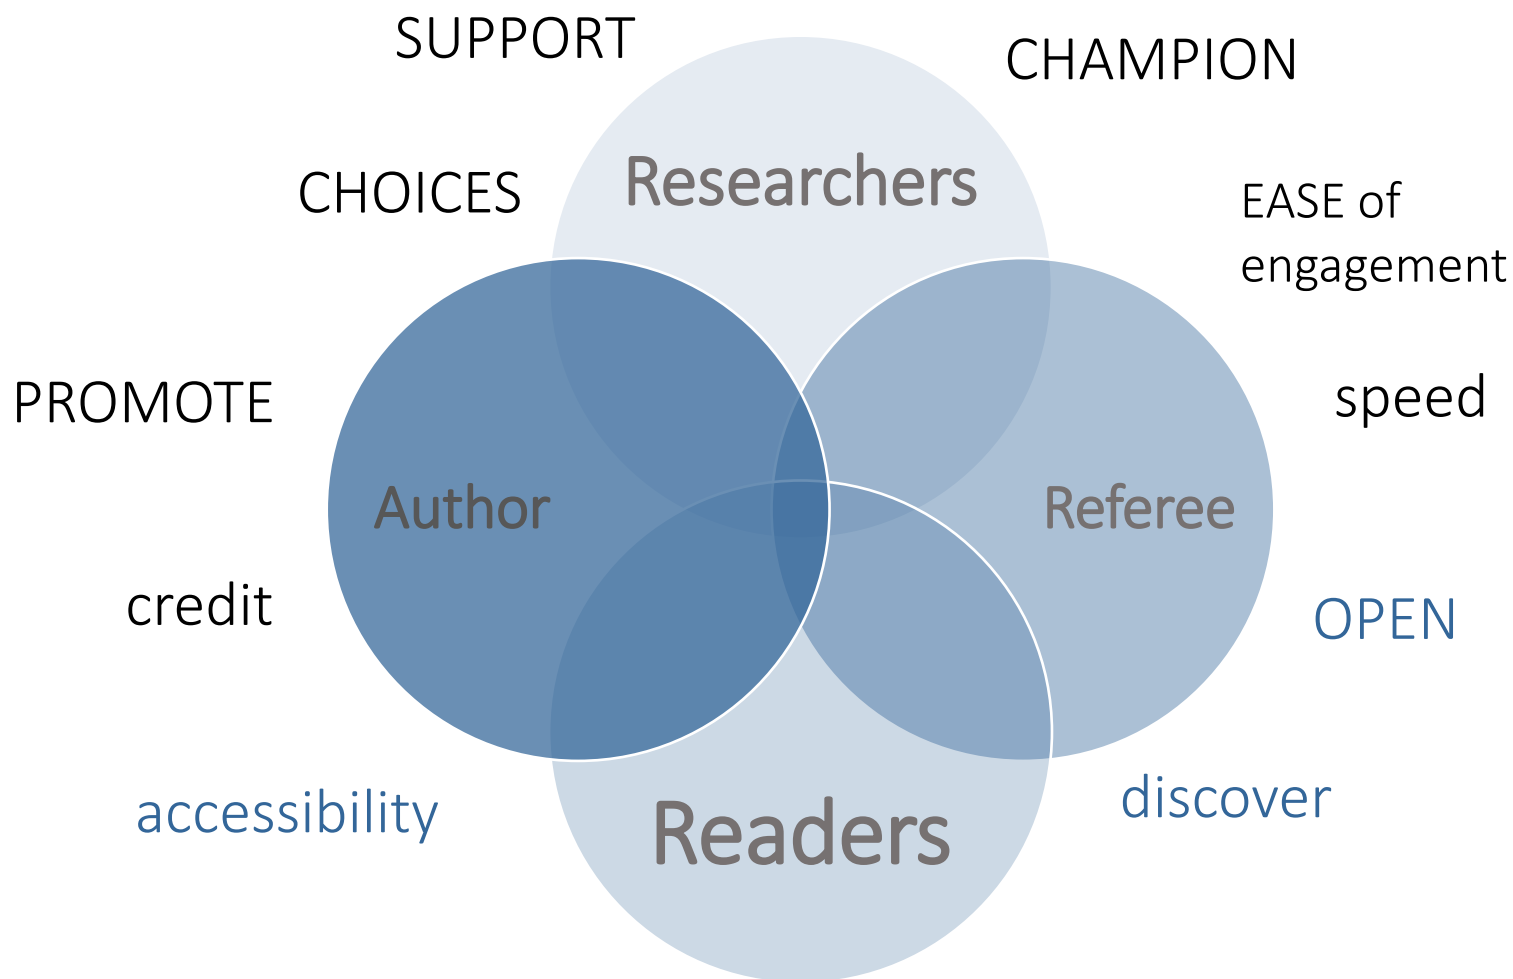 SUPPORT
CHAMPION
Researchers
CHOICES
EASE of
engagement
PROMOTE
speed
Author
Referee
credit
OPEN
accessibility
Readers
discover